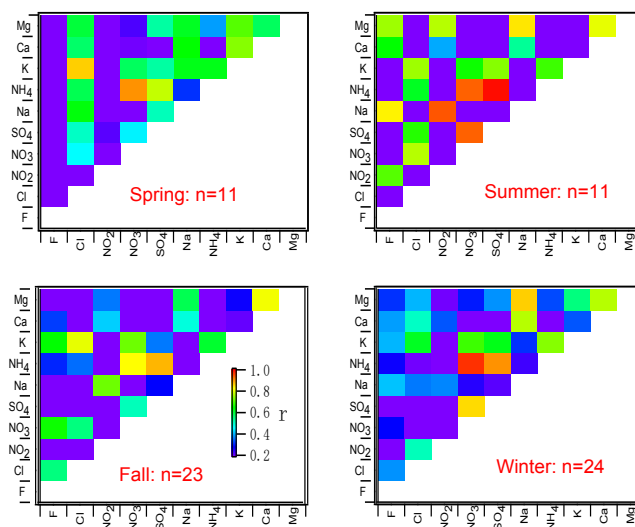 Mg
Ca
K
NH4
Na
SO4
NO3
NO2
Cl
F
F Cl NO2 NO3 SO4 Na NH4 K Ca Mg
Spring: n=11
Mg
Ca
K
NH4
Na
SO4
NO3
NO2
Cl
F
F Cl NO2 NO3 SO4 Na NH4 K Ca Mg
Summer: n=11
Mg
Ca
K
NH4
Na
SO4
NO3
NO2
Cl
F
F Cl NO2 NO3 SO4 Na NH4 K Ca Mg
1.0
0.8
0.6
0.4
0.2
r
Fall: n=23
Mg
Ca
K
NH4
Na
SO4
NO3
NO2
Cl
F
F Cl NO2 NO3 SO4 Na NH4 K Ca Mg
Winter: n=24